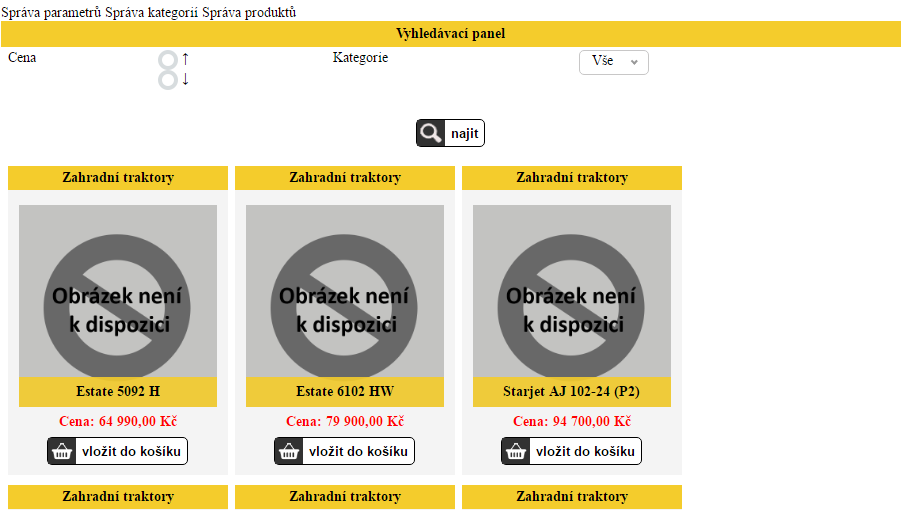 Správa parametrů Správa kategorií Správa produktů
Vyhledávací panel
Cena ↑ Kategorie Vše
↓
najit
Zahradní traktory Zahradní traktory Zahradní traktory
Obrázek není Obrázek není Obrázek není
k dispozici k dispozici k dispozici
Estate 5092 H Estate 6102 HW Starjet AJ 102-24 (P2)
Cena: 64 990,00 Kč Cena: 79 900,00 Kč Cena: 94 700,00 Kč
vložit do košíku vložit do košíku vložit do košíku
Zahradní traktory Zahradní traktory Zahradní traktory